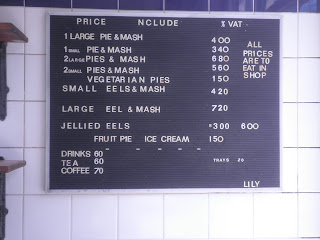 PRICE NCLUDE % VAT
1 LARGE PIE & MASH 400
1 SMALL PIE & MASH 340
2 LARGE PIES & MASH 680
2 SMALL PIES & MASH 560
VEGETARIAN PIES 150
SMALL EELS & MASH 420
LARGE EEL & MASH 720
JELLIED EELS 300 600
FRUIT PIE ICE CREAM 150
DRINKS 60
TEA 60
COFFEE 70
ALL
PRICES
ARE TO
EAT IN
SHOP
TRAYS 20
LILY